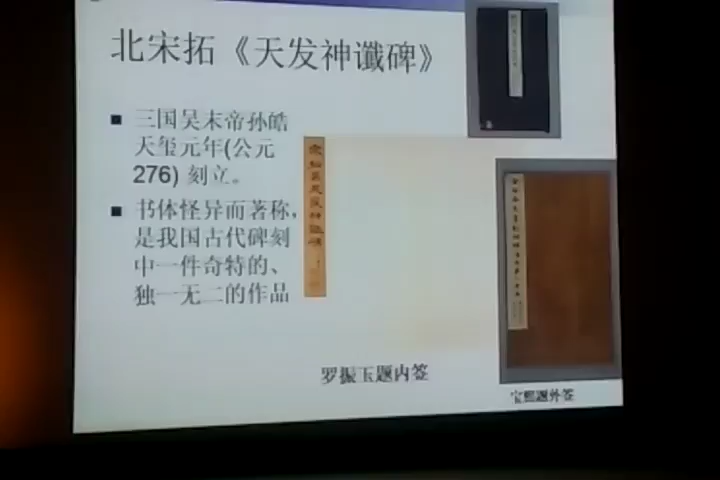 北宋拓《天发神谶碑》
三国吴末帝孙皓
天玺元年(公元
276) 刻立。
书体怪异而著称，
是我国古代碑刻
中一件奇特的、
独一无二的作品
罗振玉题内签
宝熙题外签